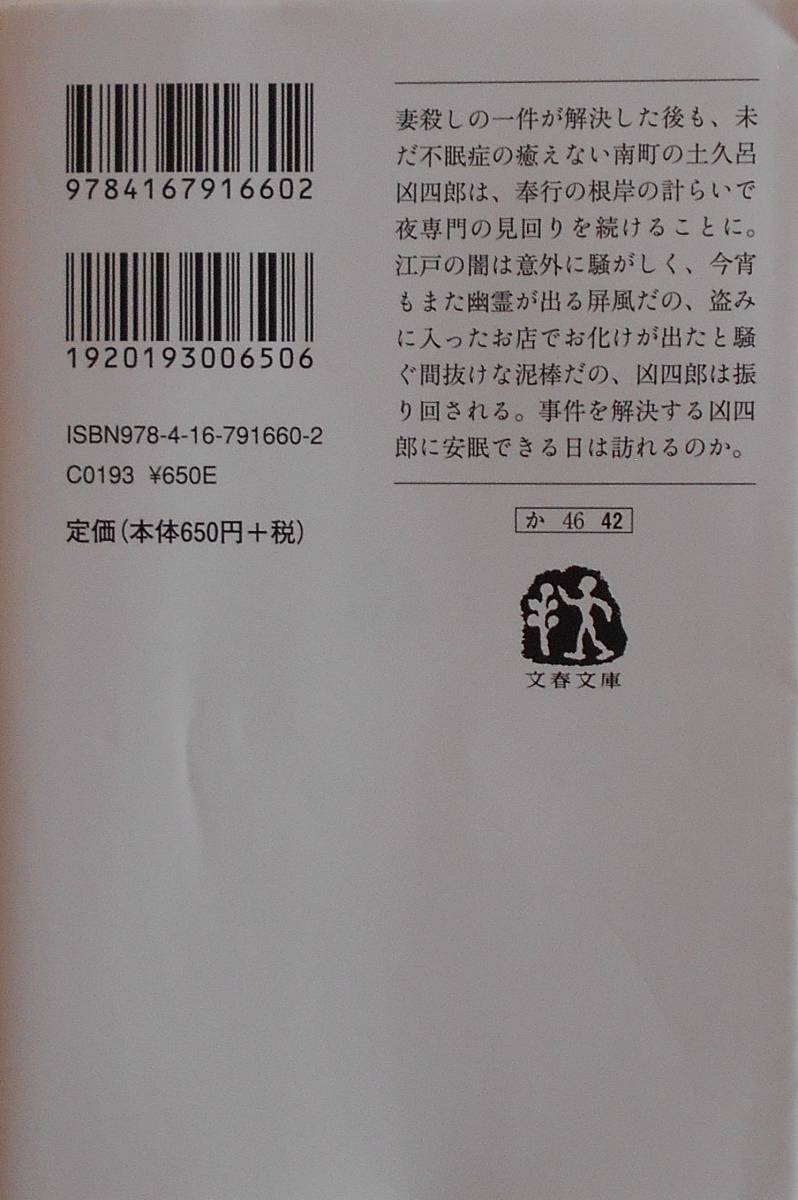 9784167916602
1920193006506
ISBN978-4-16-791660-2
C0193 ¥650E
定価(本体650円+税)
妻殺しの一件が解決した後も、未
だ不眠症の癒えない南町の土久呂
凶四郎は、奉行の根岸の計らいで
夜専門の見回りを続けることに。
江戸の闇は意外に騒がしく、今宵
もまた幽霊が出る屏風だの、盗み
に入ったお店でお化けが出たと騒
ぐ間抜けな泥棒だの、凶四郎は振
り回される。事件を解決する凶四
郎に安眠できる日は訪れるのか。
か 46 42
文春文庫